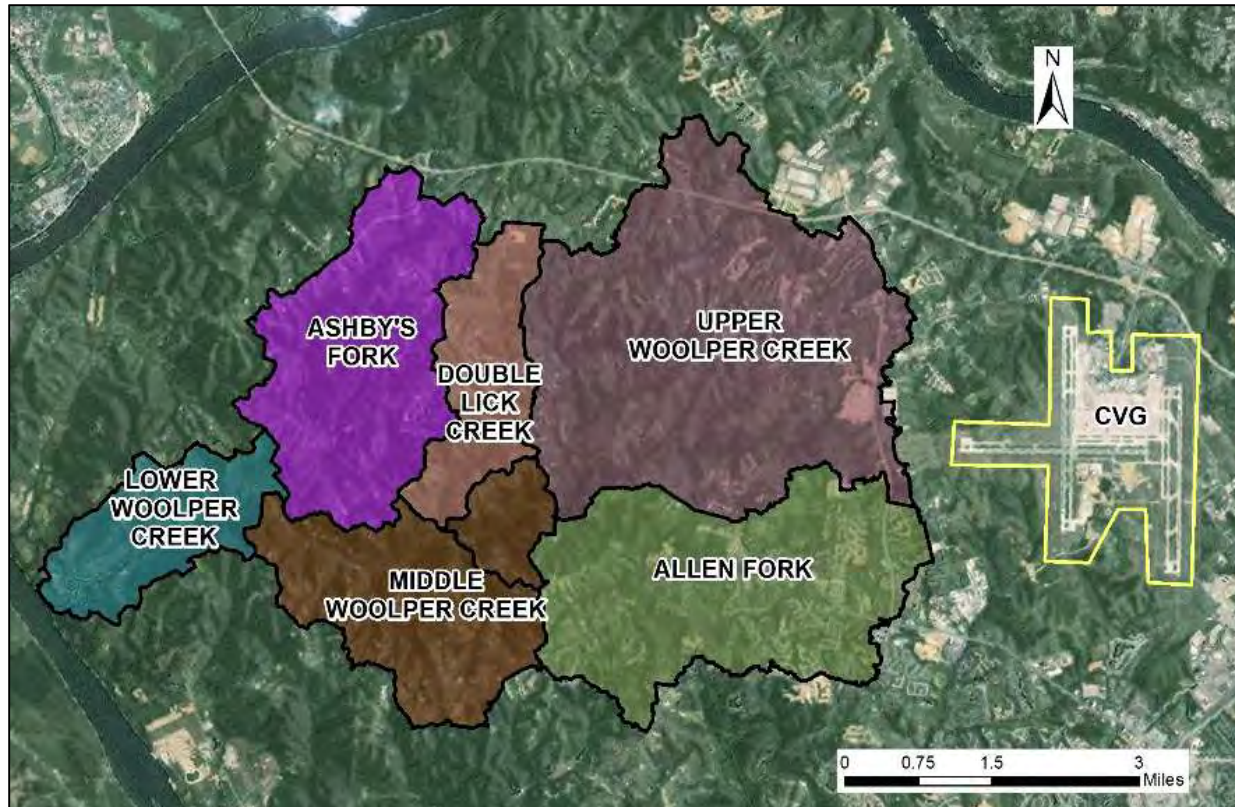 N
ASHBY'S
FORK
UPPER
WOOLPER CREEK
DOUBLE
LICK
CREEK
CVG
LOWER
WOOLPER
CREEK
MIDDLE
WOOLPER CREEK
ALLEN FORK
0 0.75 1.5 3
Miles